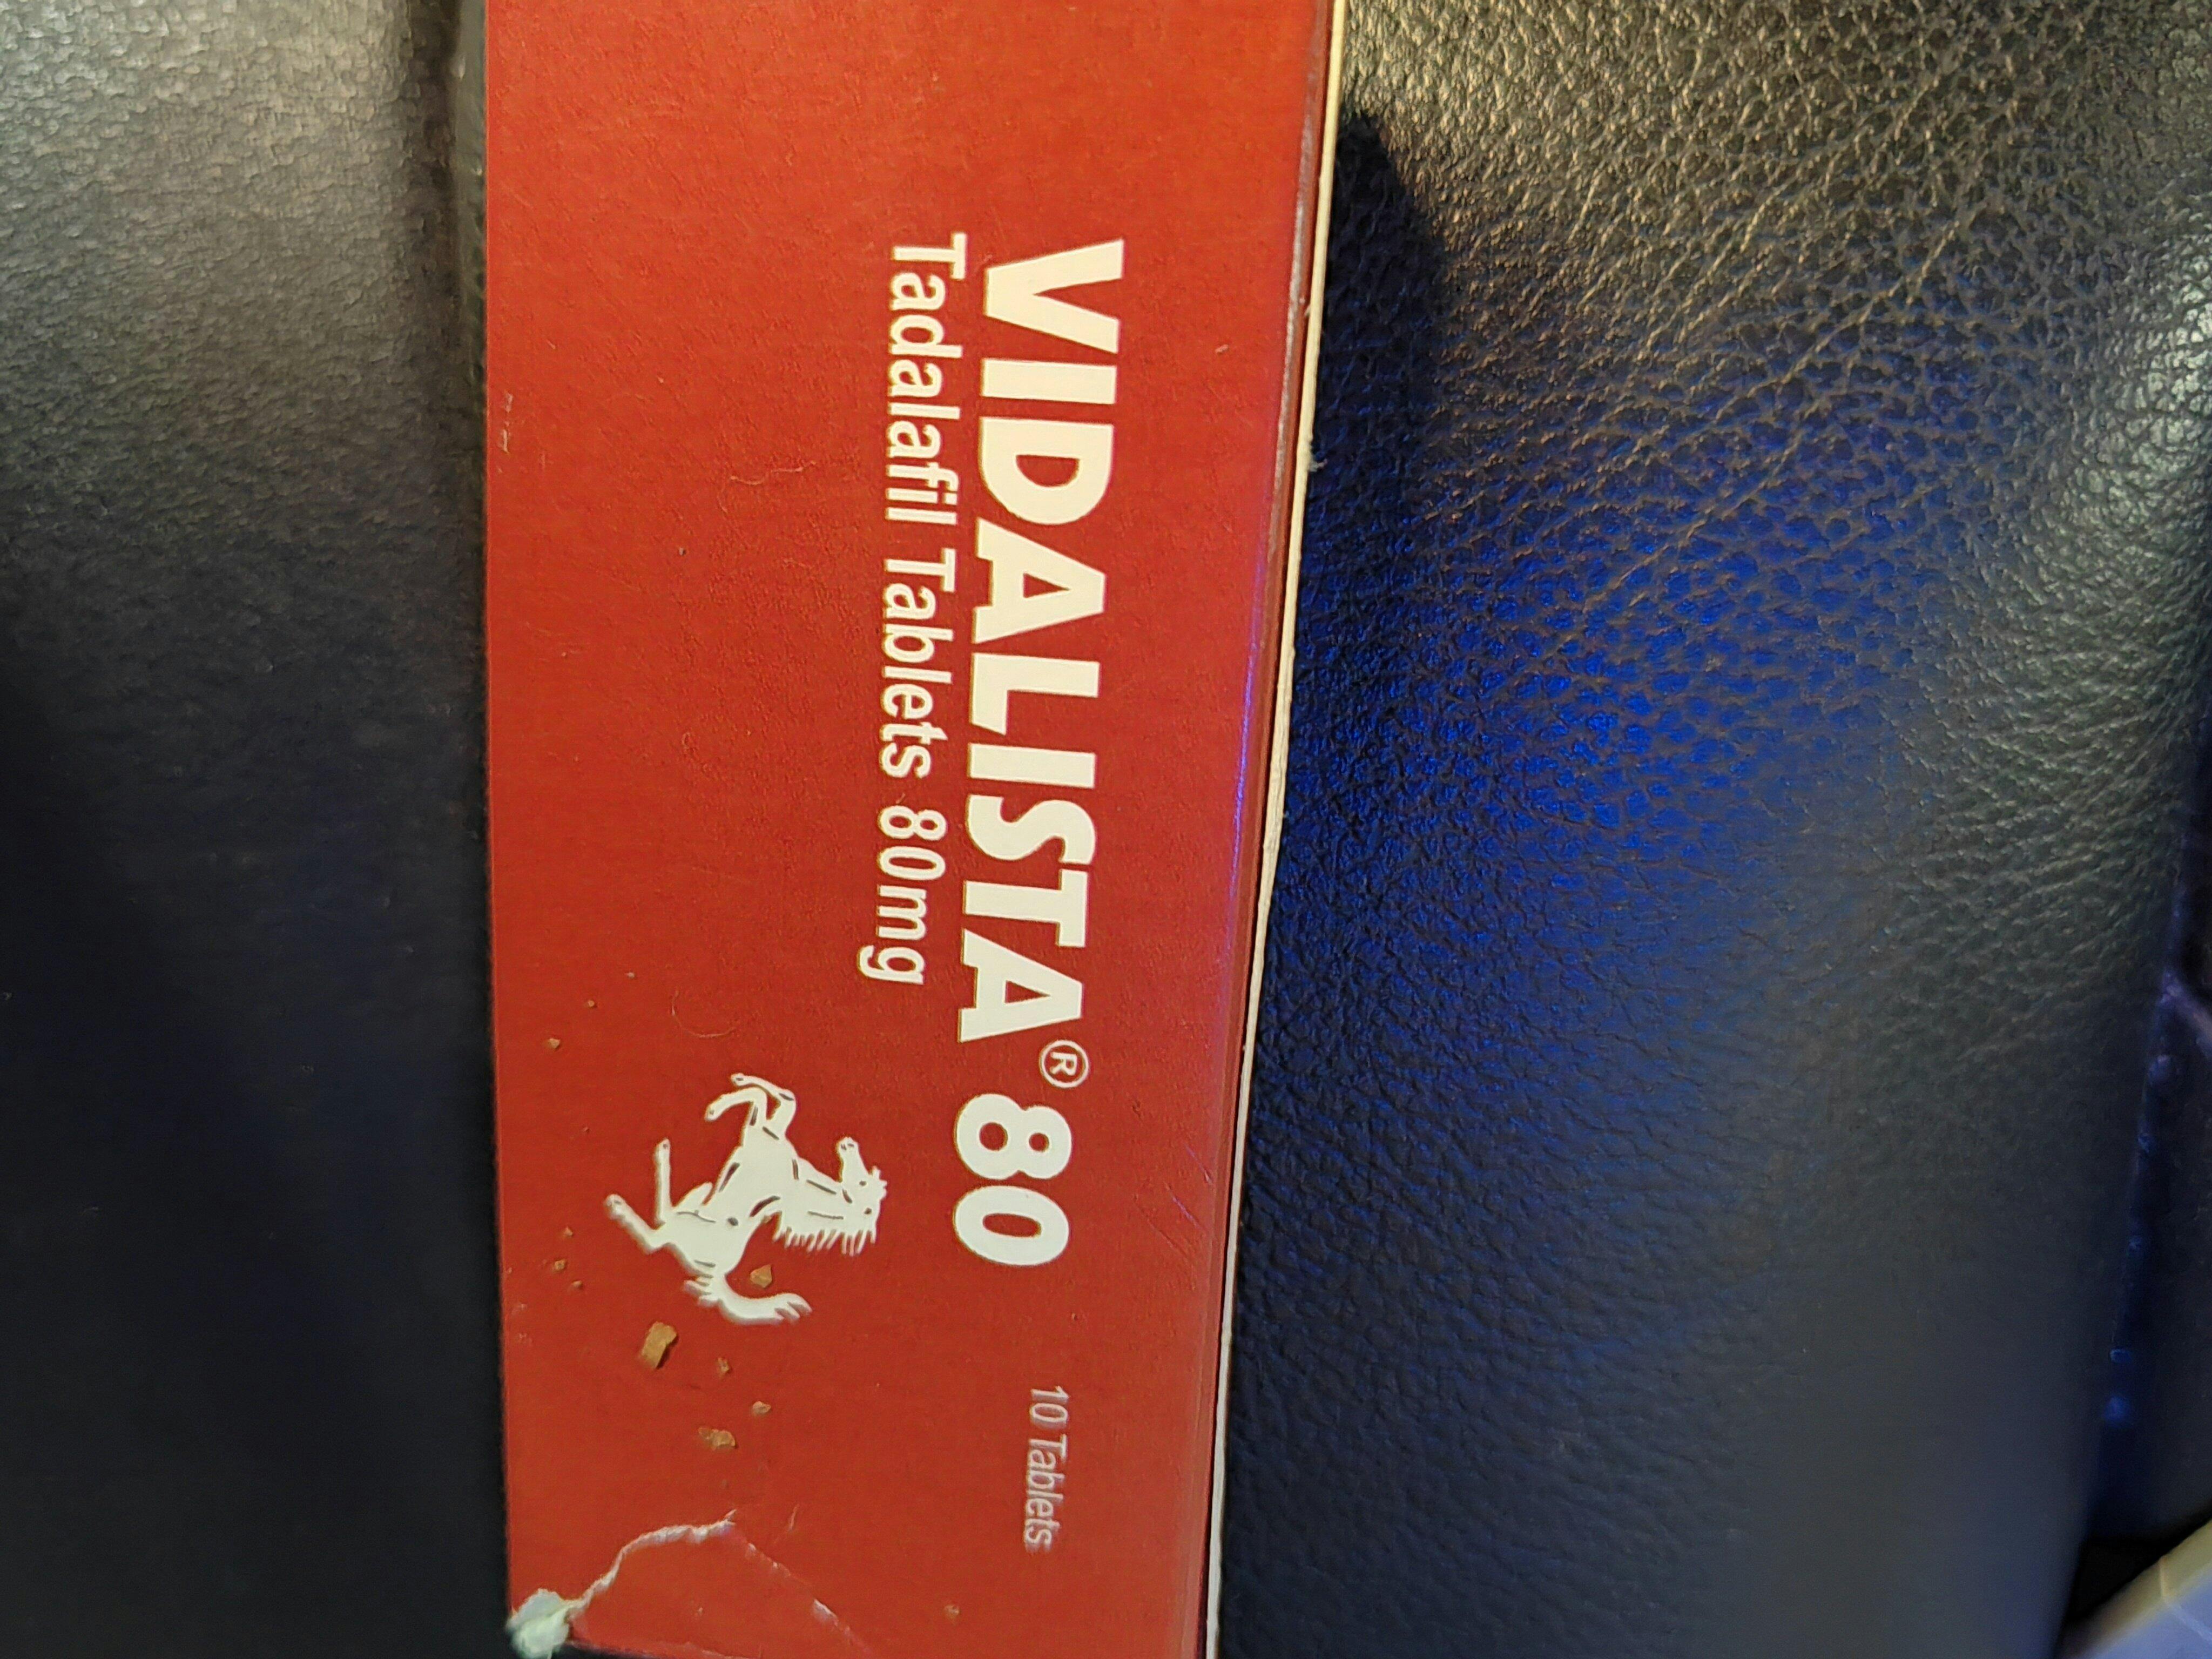 VIDALISTA® 80
Tadalafil Tablets 80mg
10 Tablets